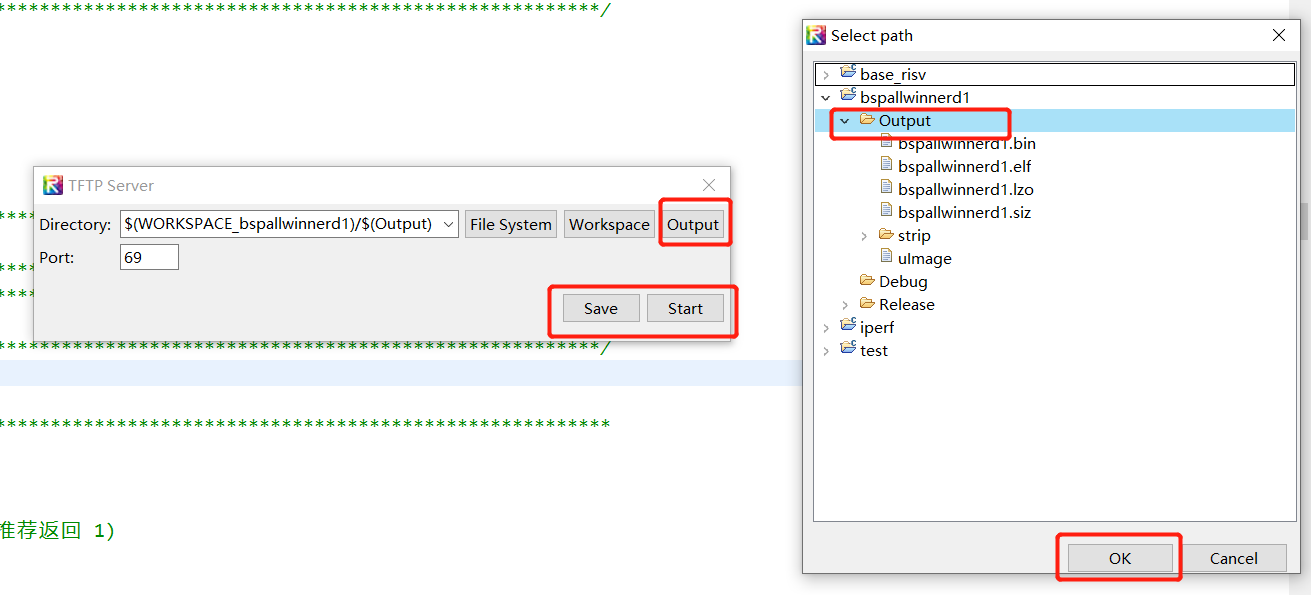 *******************************************************/
TFTP Server
Directory: $(WORKSPACE_bspallwinnerd1)/$(Output) File System Workspace Output
Port: 69
Save Start
*******************************************************/
*******************************************************
推荐返回 1)
Select path
base_risv
bspallwinnerd1
Output
bspallwinnerd1.bin
bspallwinnerd1.elf
bspallwinnerd1.lzo
bspallwinnerd1.siz
strip
uImage
Debug
Release
iperf
test
OK Cancel